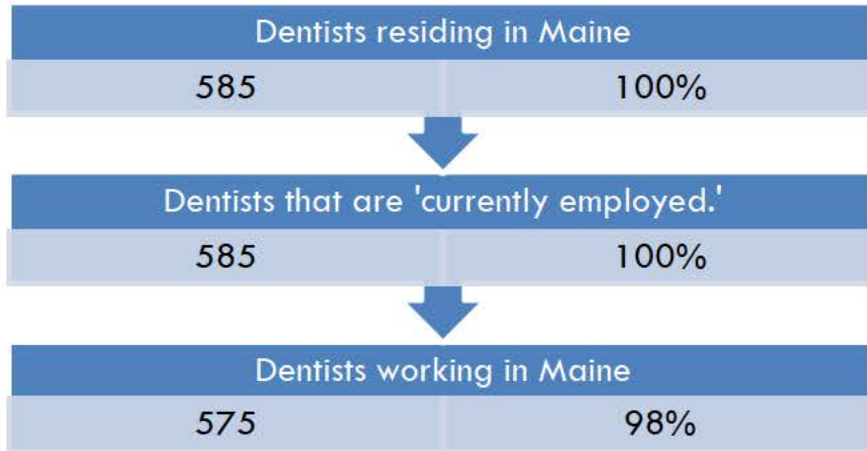 Dentists residing in Maine
585 100%
Dentists that are 'currently employed.'
585 100%
Dentists working in Maine
575 98%